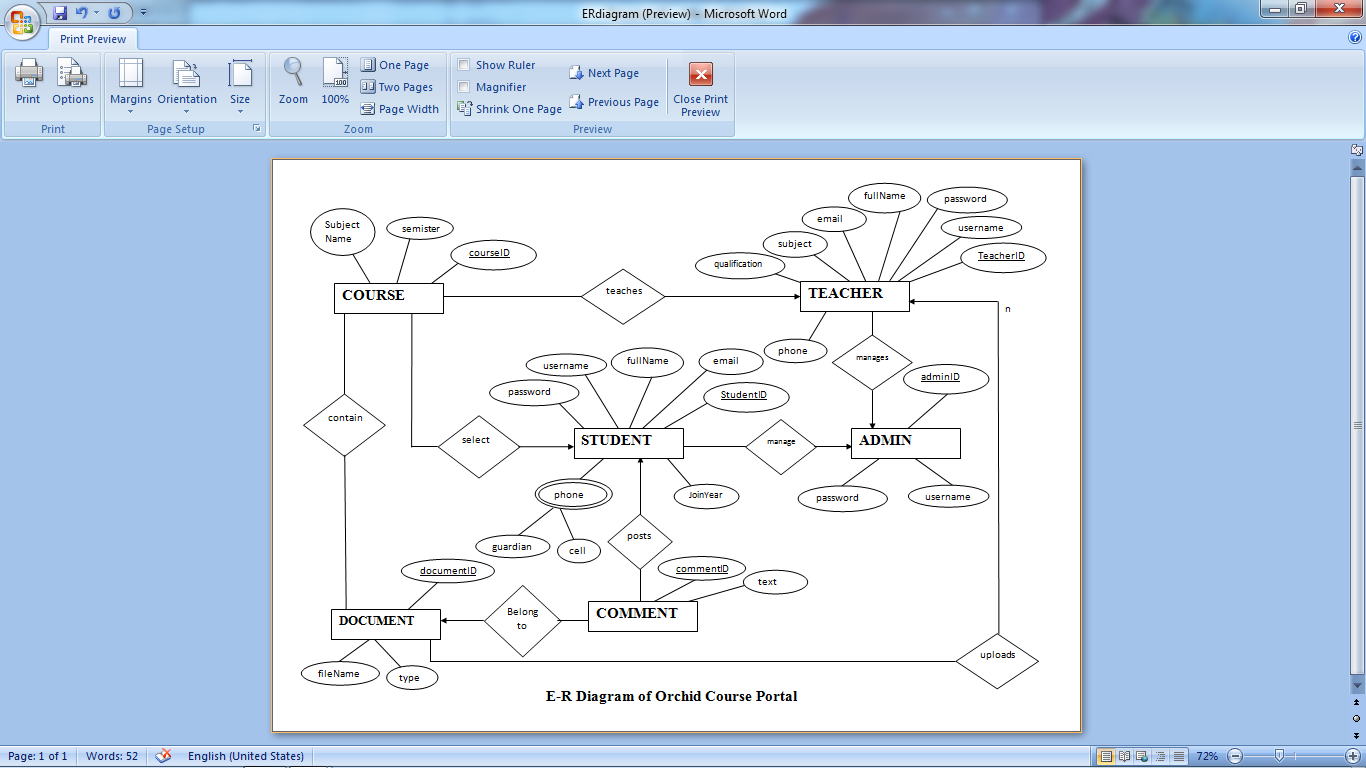 ERdiagram (Preview) - Microsoft Word
Print Preview
Print
Options
Margins
Orientation
Size
Zoom
100
100%
One Page
Two Pages
Page Width
Show Ruler
Magnifier
Shrink One Page
Next Page
Previous Page
Close Print
Preview
Print
Page Setup
Zoom
Preview
Subject
Name
semister
courseID
COURSE
teaches
qualification
subject
email
fullName
password
username
TeacherID
TEACHER
n
phone
manages
adminID
contain
select
password
username
fullName
email
StudentID
STUDENT
manage
ADMIN
phone
JoinYear
password
username
guardian
cell
posts
documentID
commentID
text
DOCUMENT
Belong
to
COMMENT
fileName
type
uploads
E-R Diagram of Orchid Course Portal
Page: 1 of 1
Words: 52
English (United States)
72%